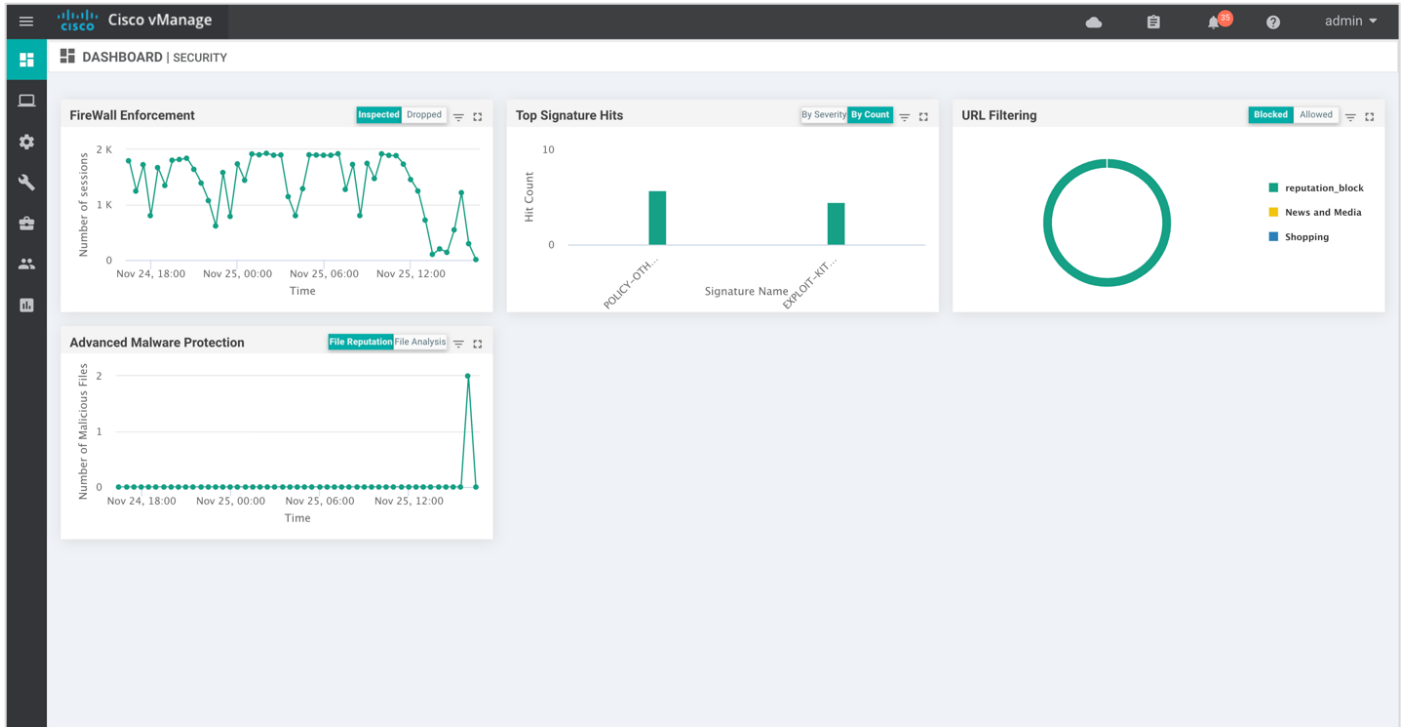 CISCO Cisco vManage 35 admin
DASHBOARD | SECURITY
FireWall Enforcement Inspected Dropped
2 K
1 K
0
Number of sessions
Nov 24, 18:00 Nov 25, 00:00 Nov 25, 06:00 Nov 25, 12:00
Time
Top Signature Hits By Severity By Count
10
0
Hit Count
POLICY-OTH... EXPLOIT-KIT...
Signature Name
URL Filtering Blocked Allowed
reputation_block
News and Media
Shopping
Advanced Malware Protection File Reputation File Analysis
2
1
0
Number of Malicious Files
Nov 24, 18:00 Nov 25, 00:00 Nov 25, 06:00 Nov 25, 12:00
Time